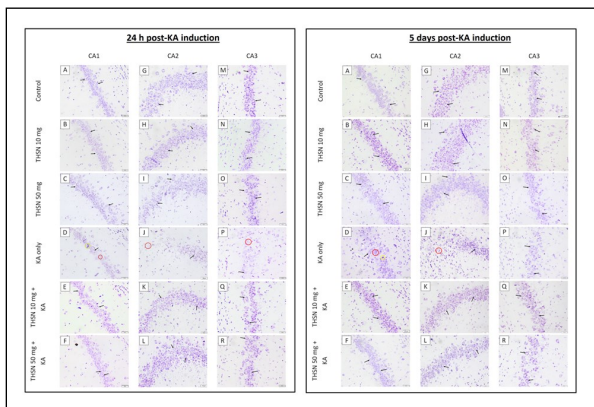 24 h post-KA induction
CA1 CA2 CA3
Control
A G M
THSN 10 mg
B H N
THSN 50 mg
C I O
KA only
D J P
THSN 10 mg +
KA
E K Q
THSN 50 mg +
KA
F L R
5 days post-KA induction
CA1 CA2 CA3
Control
A G M
THSN 10 mg
B H N
THSN 50 mg
C I O
KA only
D J P
THSN 10 mg +
KA
E K Q
THSN 50 mg +
KA
F L R